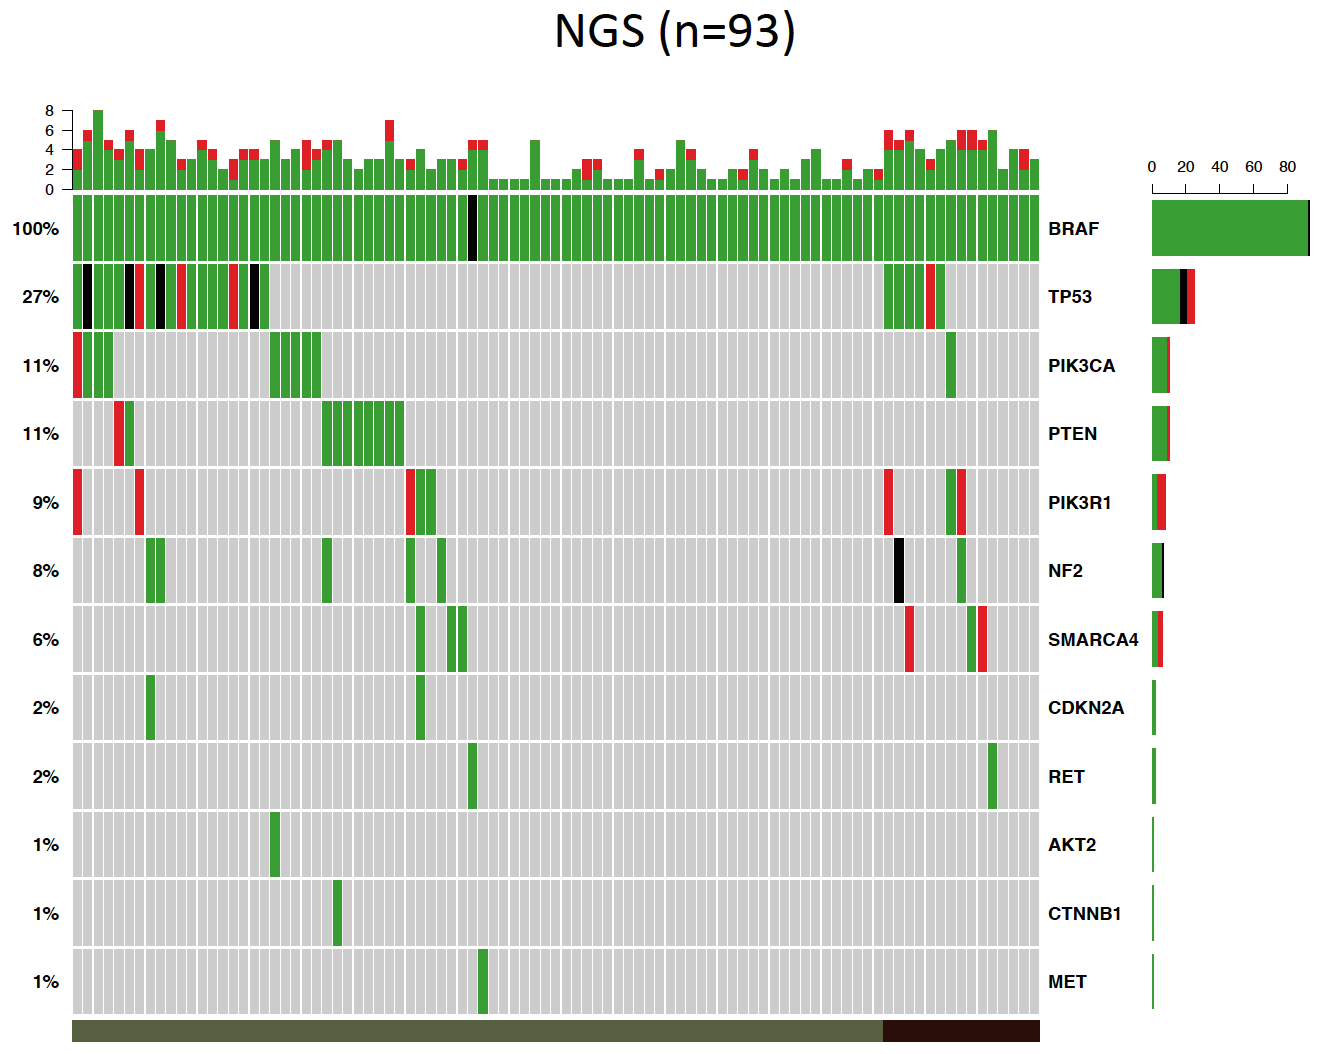 NGS (n=93)
8
6
4
2
0
0 20 40 60 80
100% BRAF
27% TP53
11% PIK3CA
11% PTEN
9% PIK3R1
8% NF2
6% SMARCA4
2% CDKN2A
2% RET
1% AKT2
1% CTNNB1
1% MET